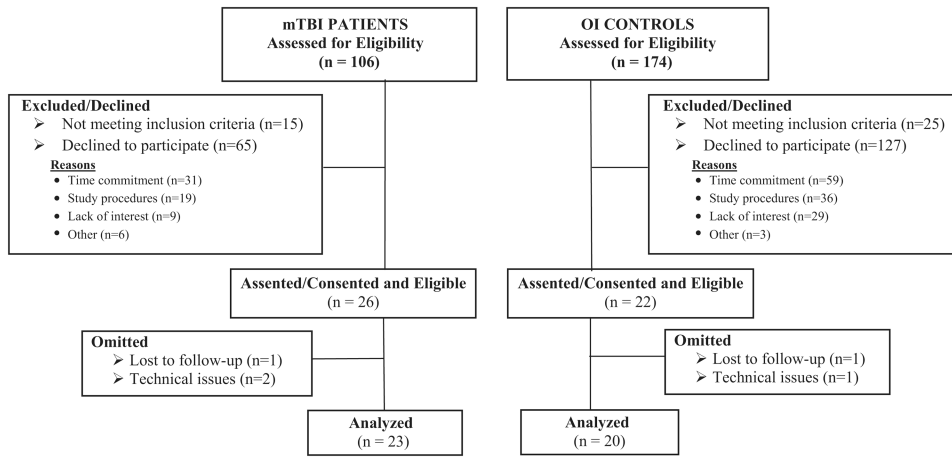 mTBI PATIENTS
Assessed for Eligibility
(n = 106)
Excluded/Declined
➢ Not meeting inclusion criteria (n=15)
➢ Declined to participate (n=65)
Reasons
• Time commitment (n=31)
• Study procedures (n=19)
• Lack of interest (n=9)
• Other (n=6)
Assented/Consented and Eligible
(n = 26)
Omitted
➢ Lost to follow-up (n=1)
➢ Technical issues (n=2)
Analyzed
(n = 23)
OI CONTROLS
Assessed for Eligibility
(n = 174)
Excluded/Declined
➢ Not meeting inclusion criteria (n=25)
➢ Declined to participate (n=127)
Reasons
• Time commitment (n=59)
• Study procedures (n=36)
• Lack of interest (n=29)
• Other (n=3)
Assented/Consented and Eligible
(n = 22)
Omitted
➢ Lost to follow-up (n=1)
➢ Technical issues (n=1)
Analyzed
(n = 20)